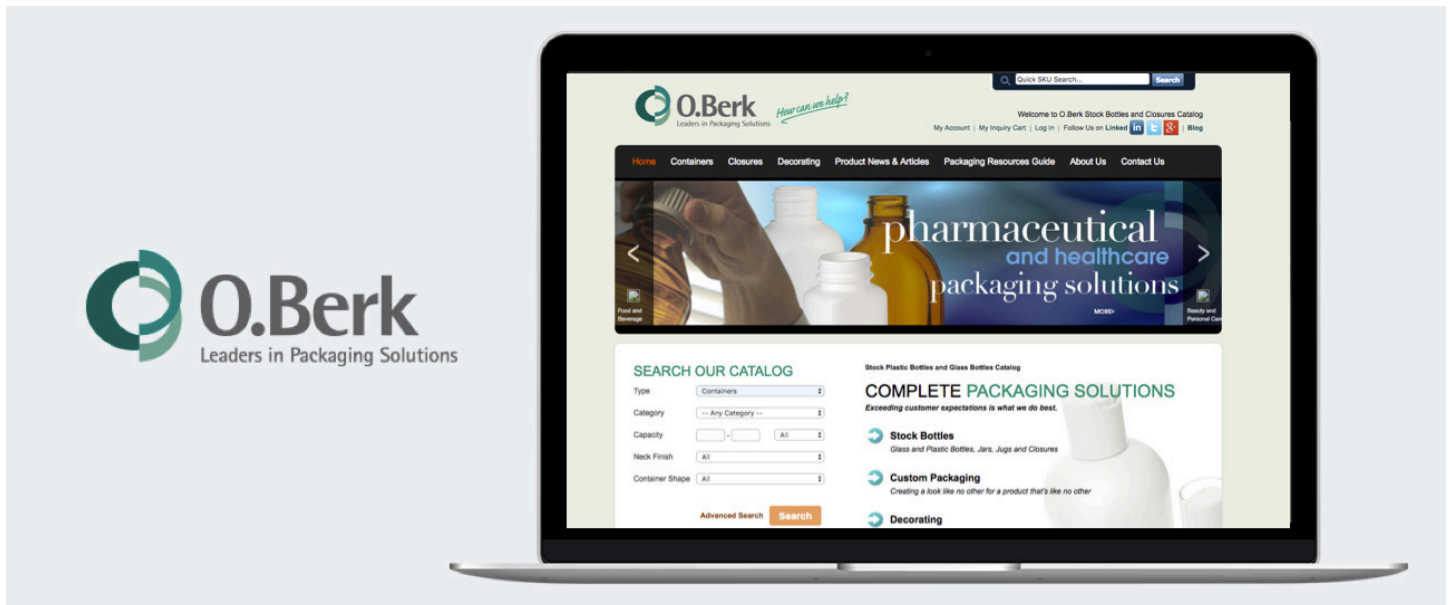 O.Berk
Leaders in Packaging Solutions
Quick SKU Search...
Search
O.Berk
Leaders in Packaging Solutions
How can we help?
Welcome to O.Berk Stock Bottles and Closures Catalog
My Account | My Inquiry Cart | Log In | Follow Us on Linked in t g+ | Blog
Home Containers Closures Decorating Product News & Articles Packaging Resources Guide About Us Contact Us
pharmaceutical
and healthcare
packaging solutions
MORE>
Food and
Beverage
Beauty and
Personal Care
SEARCH OUR CATALOG
Type Containers
Category -- Any Category --
Capacity - All
Neck Finish All
Container Shape All
Advanced Search Search
Stock Plastic Bottles and Glass Bottles Catalog
COMPLETE PACKAGING SOLUTIONS
Exceeding customer expectations is what we do best.
Stock Bottles
Glass and Plastic Bottles, Jars, Jugs and Closures
Custom Packaging
Creating a look like no other for a product that's like no other
Decorating